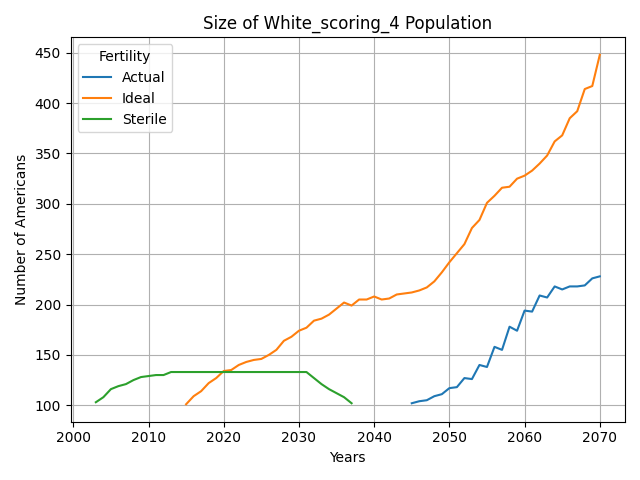 Size of White_scoring_4 Population
Fertility
Actual
Ideal
Sterile
Number of Americans
450
400
350
300
250
200
150
100
2000 2010 2020 2030 2040 2050 2060 2070
Years